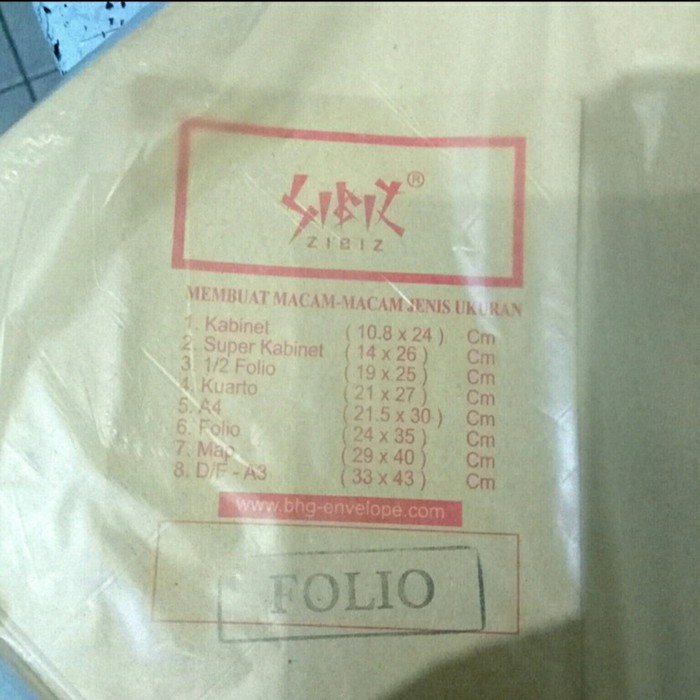 SIBIZ ®
ZIBIZ
MEMBUAT MACAM-MACAM JENIS UKURAN
1. Kabinet ( 10.8 x 24 ) Cm
2. Super Kabinet ( 14 x 26 ) Cm
3. 1/2 Folio ( 19 x 25 ) Cm
4. Kuarto ( 21 x 27 ) Cm
5. A4 ( 21.5 x 30 ) Cm
6. Folio ( 24 x 35 ) Cm
7. Map ( 29 x 40 ) Cm
8. D/F - A3 ( 33 x 43 ) Cm
www.bhg-envelope.com
FOLIO